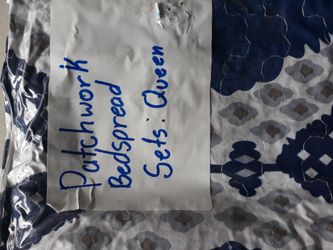 Patchwork
Bedspread
Sets: Queen